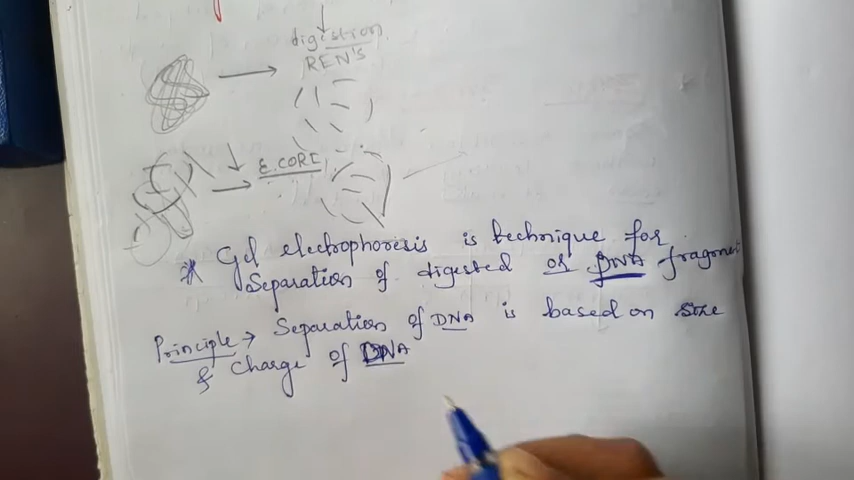 digestion
REN'S
E.CORI
* Gel electrophoresis is technique for
Separation of digested or DNA fragment
Principle → Separation of DNA is based on size
& Charge of DNA